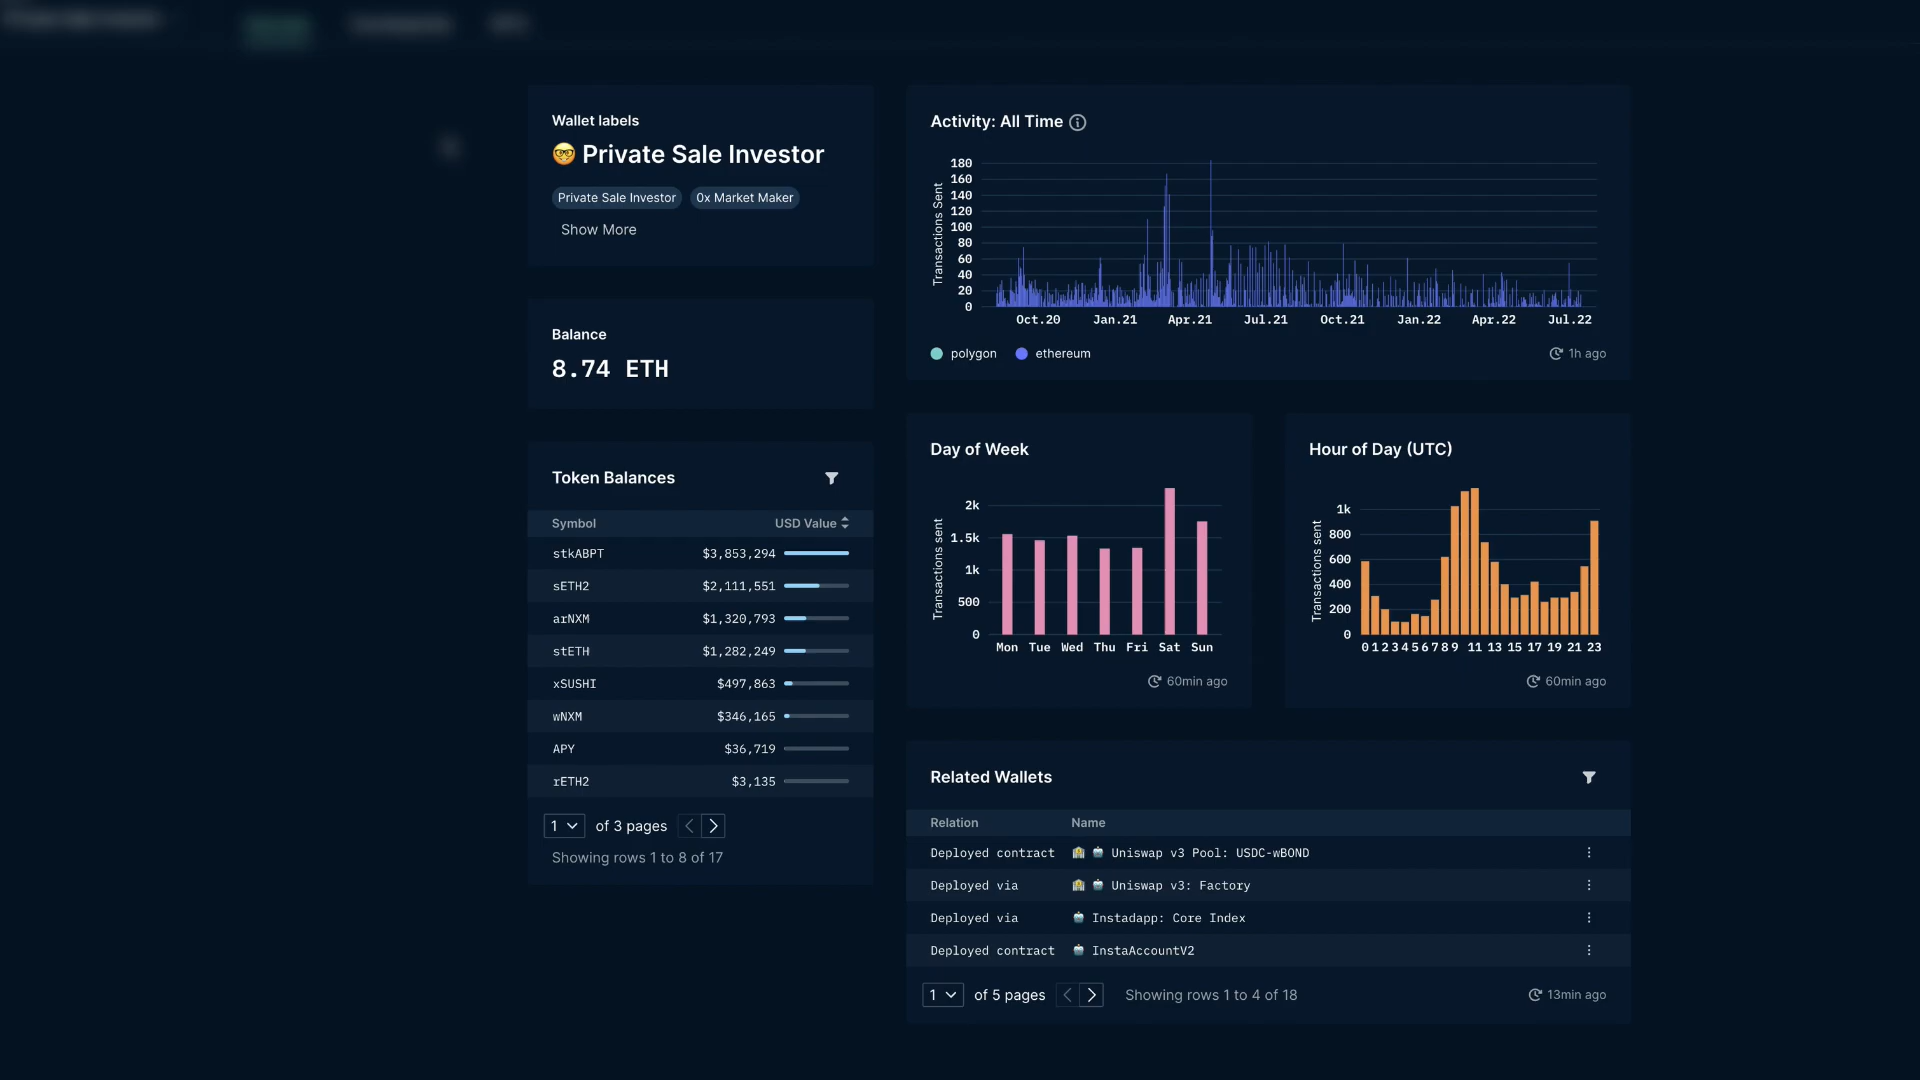 Wallet labels
🤓 Private Sale Investor
Private Sale Investor 0x Market Maker
Show More
Balance
8.74 ETH
Token Balances
Symbol USD Value
stkABPT $3,853,294
sETH2 $2,111,551
arNXM $1,320,793
stETH $1,282,249
xSUSHI $497,863
wNXM $346,165
APY $36,719
rETH2 $3,135
1 of 3 pages
Showing rows 1 to 8 of 17
Activity: All Time
Transactions Sent
180
160
140
120
100
80
60
40
20
0
Oct.20 Jan.21 Apr.21 Jul.21 Oct.21 Jan.22 Apr.22 Jul.22
polygon ethereum
1h ago
Day of Week
Transactions sent
2k
1.5k
1k
500
0
Mon Tue Wed Thu Fri Sat Sun
60min ago
Hour of Day (UTC)
Transactions sent
1k
800
600
400
200
0
0 1 2 3 4 5 6 7 8 9 11 13 15 17 19 21 23
60min ago
Related Wallets
Relation Name
Deployed contract Uniswap v3 Pool: USDC-wBOND
Deployed via Uniswap v3: Factory
Deployed via Instadapp: Core Index
Deployed contract InstaAccountV2
1 of 5 pages Showing rows 1 to 4 of 18
13min ago